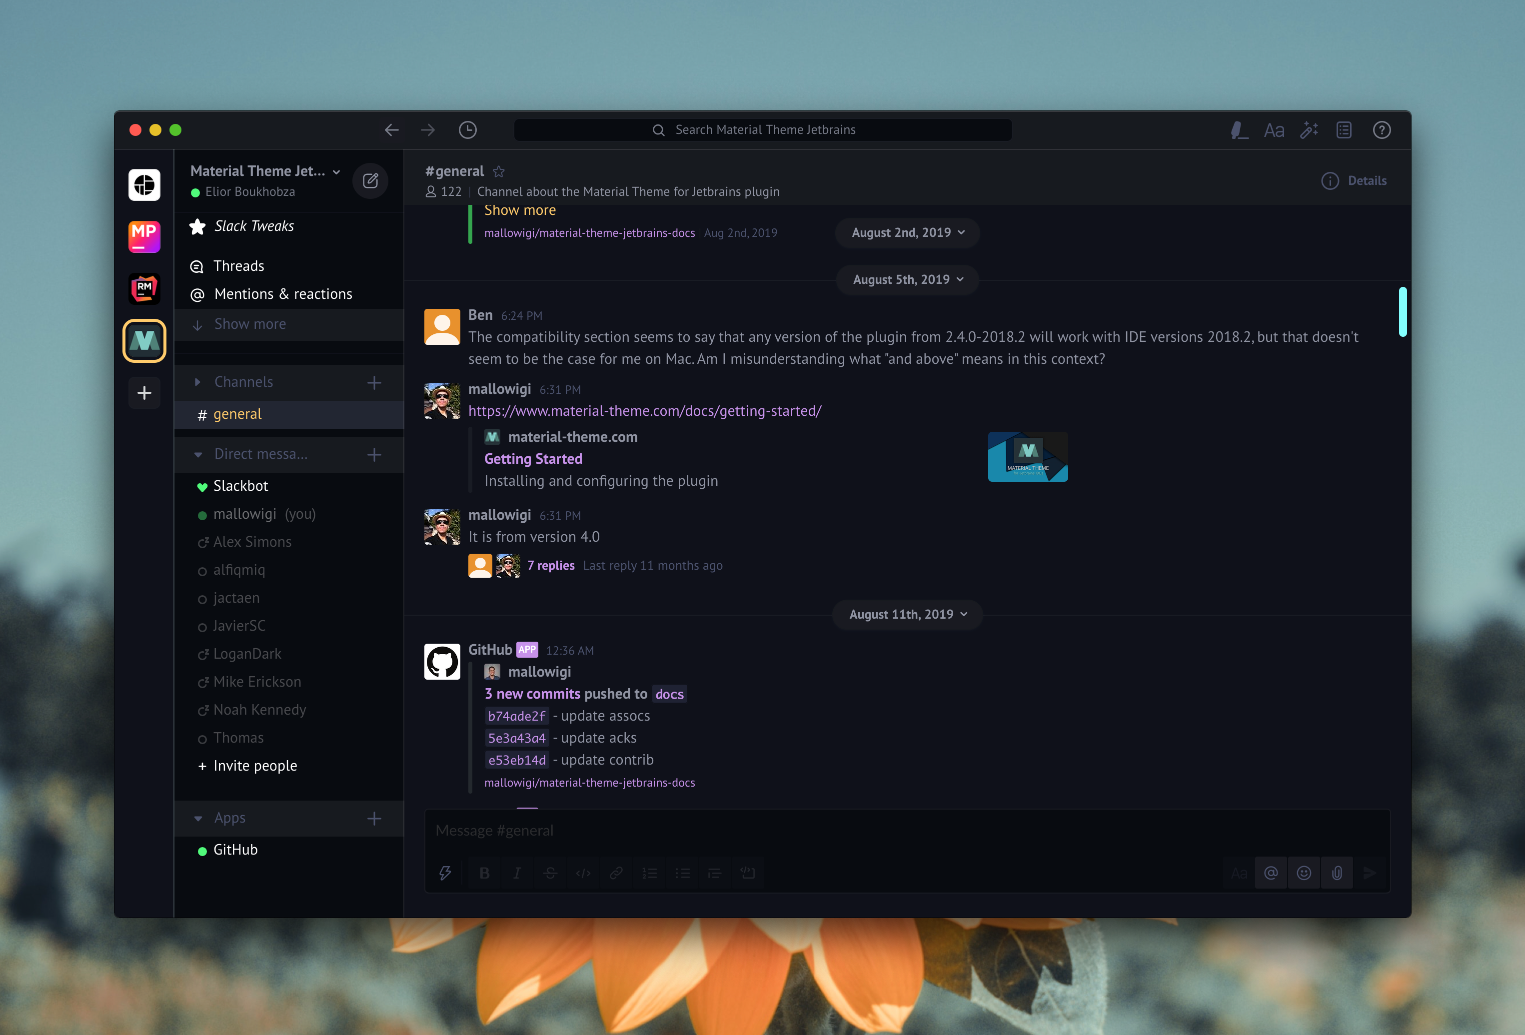 Search Material Theme Jetbrains
Aa
MP
RM
Material Theme Jet...
Elior Boukhobza
Slack Tweaks
Threads
@ Mentions & reactions
Show more
Channels
# general
Direct messa...
Slackbot
mallowigi (you)
Alex Simons
alfiqmiq
jactaen
JavierSC
LoganDark
Mike Erickson
Noah Kennedy
Thomas
+ Invite people
Apps
GitHub
#general
122 | Channel about the Material Theme for Jetbrains plugin
Details
Show more
mallowigi/material-theme-jetbrains-docs Aug 2nd, 2019
August 2nd, 2019
August 5th, 2019
Ben 6:24 PM
The compatibility section seems to say that any version of the plugin from 2.4.0-2018.2 will work with IDE versions 2018.2, but that doesn't
seem to be the case for me on Mac. Am I misunderstanding what "and above" means in this context?
mallowigi 6:31 PM
https://www.material-theme.com/docs/getting-started/
material-theme.com
Getting Started
Installing and configuring the plugin
MATERIAL THEME
mallowigi 6:31 PM
It is from version 4.0
7 replies Last reply 11 months ago
August 11th, 2019
GitHub APP 12:36 AM
mallowigi
3 new commits pushed to docs
b74ade2f - update assocs
5e3a43a4 - update acks
e53eb14d - update contrib
mallowigi/material-theme-jetbrains-docs
Message #general
B I S </> Aa @